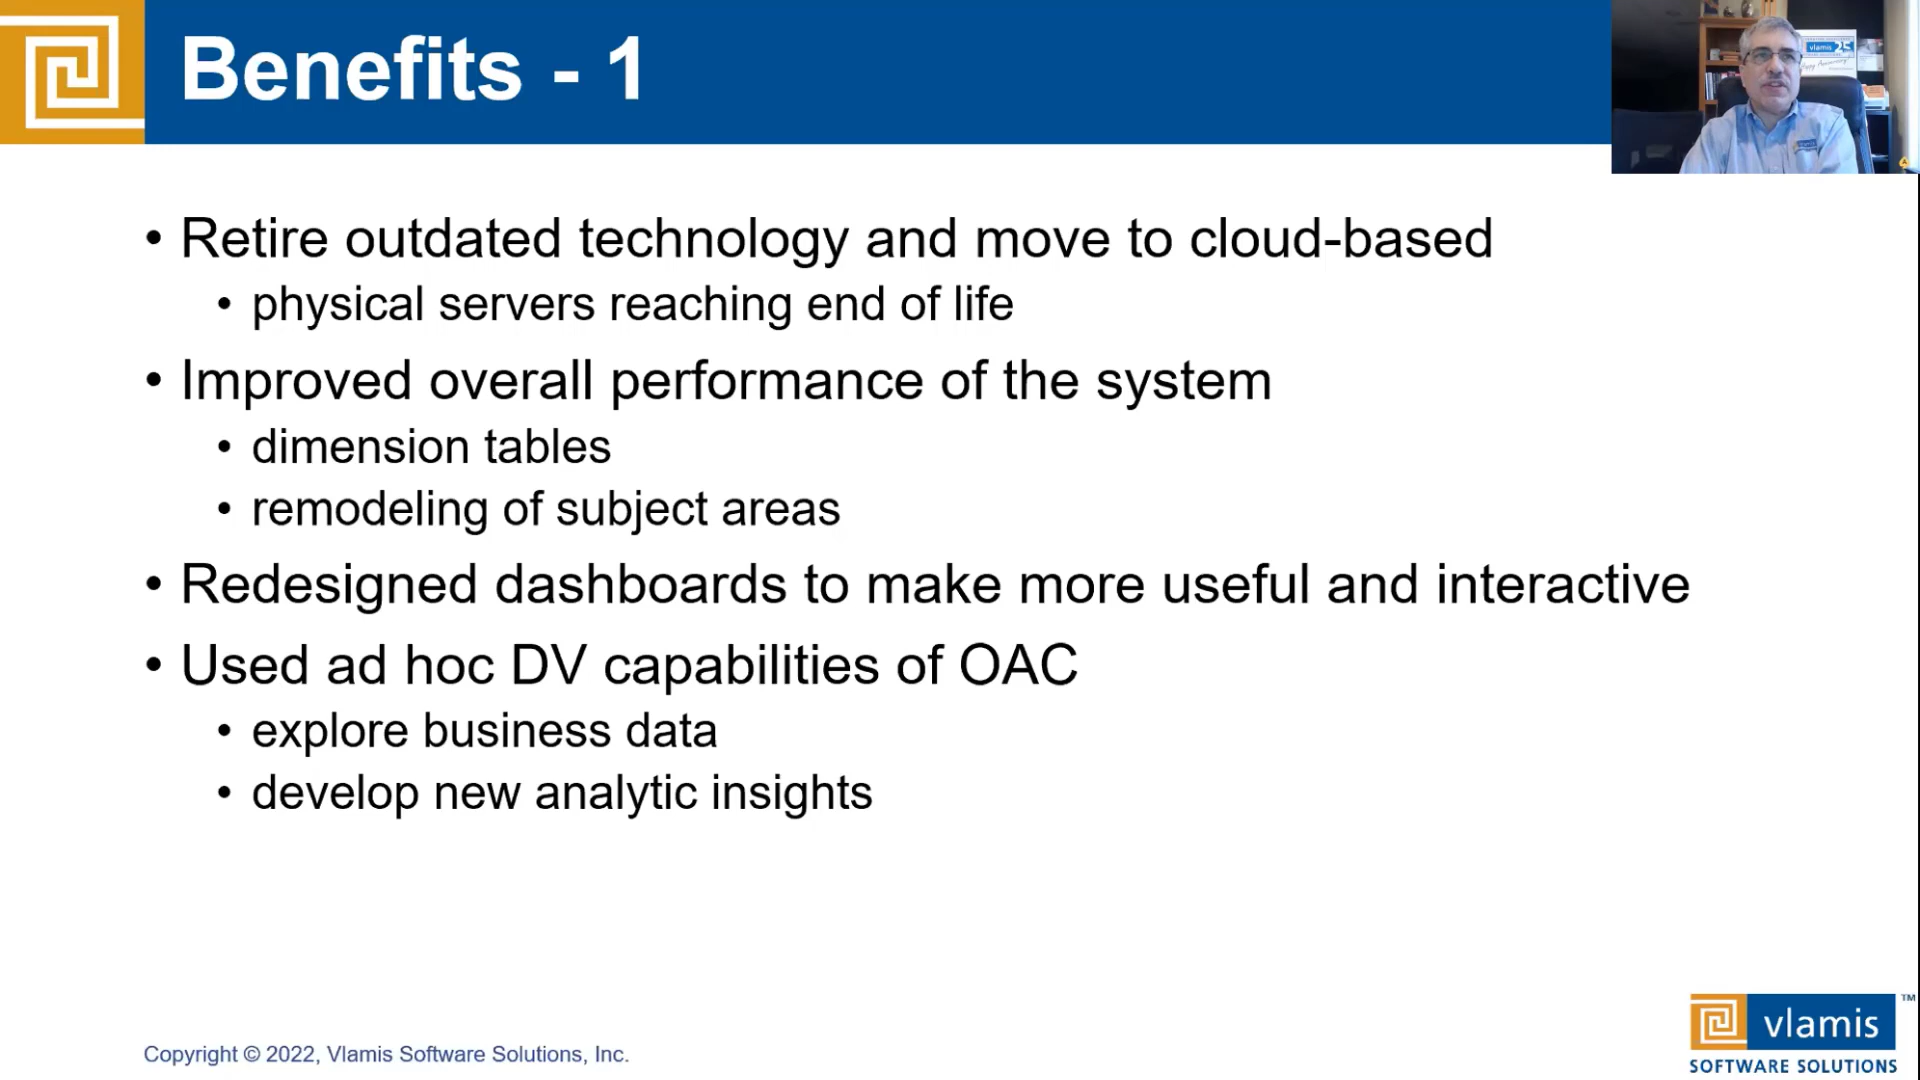 Benefits - 1
vlamis 25
• Retire outdated technology and move to cloud-based
• physical servers reaching end of life
• Improved overall performance of the system
• dimension tables
• remodeling of subject areas
• Redesigned dashboards to make more useful and interactive
• Used ad hoc DV capabilities of OAC
• explore business data
• develop new analytic insights
Copyright © 2022, Vlamis Software Solutions, Inc.
vlamis ™
SOFTWARE SOLUTIONS